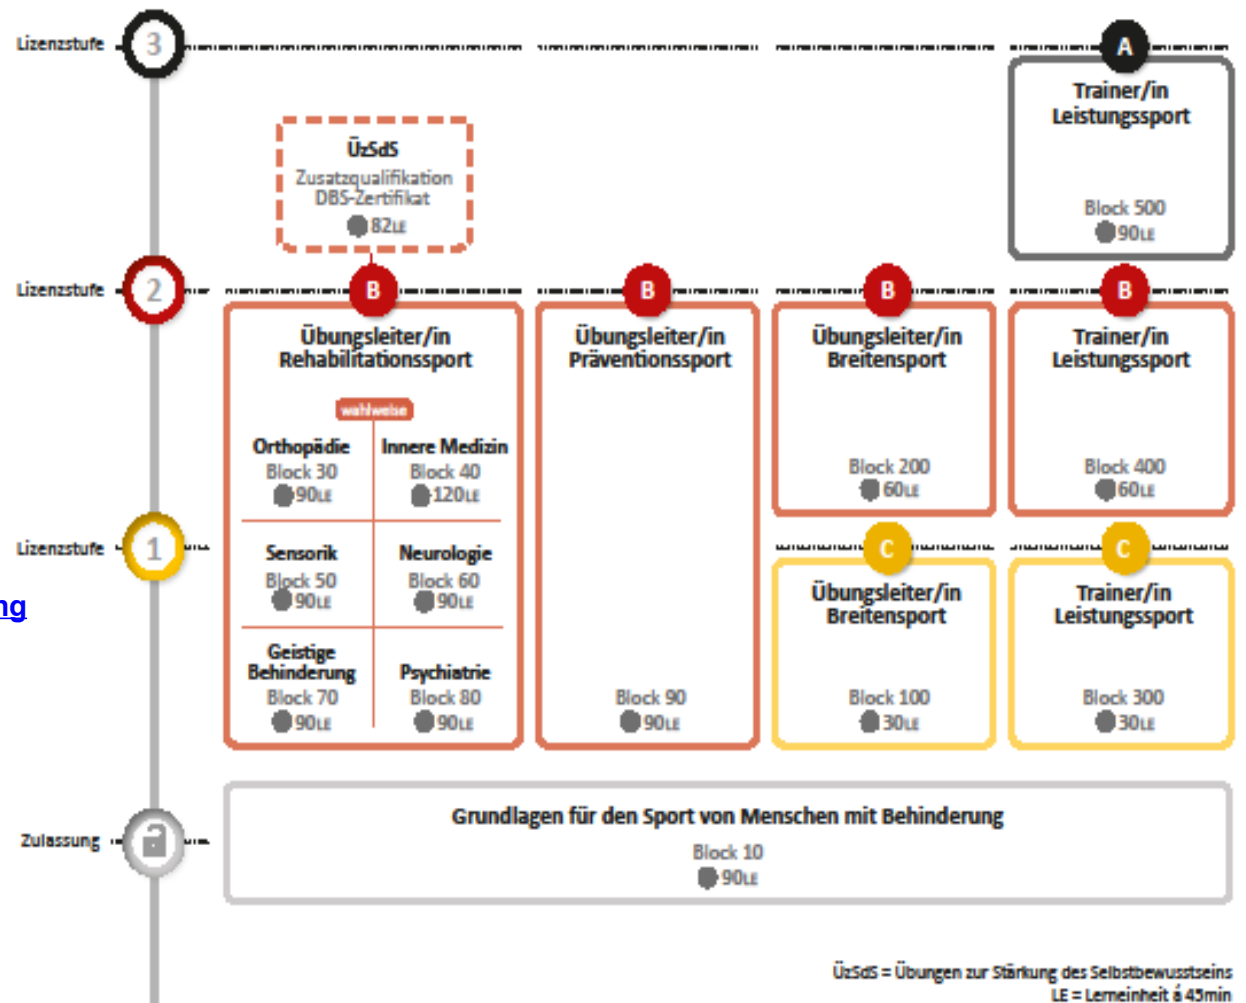 Lizenzstufe
3
A
Trainer/in
Leistungssport
Block 500
90LE
ÜzSdS
Zusatzqualifikation
DBS-Zertifikat
82LE
Lizenzstufe
2
B
Übungsleiter/in
Rehabilitationssport
wahlweise
Orthopädie
Block 30
90LE
Innere Medizin
Block 40
120LE
Sensorik
Block 50
90LE
Neurologie
Block 60
90LE
Geistige
Behinderung
Block 70
90LE
Psychiatrie
Block 80
90LE
B
Übungsleiter/in
Präventionssport
Block 90
90LE
B
Übungsleiter/in
Breitensport
Block 200
60LE
B
Trainer/in
Leistungssport
Block 400
60LE
Lizenzstufe
1
ng
C
Übungsleiter/in
Breitensport
Block 100
30LE
C
Trainer/in
Leistungssport
Block 300
30LE
Zulassung
Grundlagen für den Sport von Menschen mit Behinderung
Block 10
90LE
ÜzSdS = Übungen zur Stärkung des Selbstbewusstseins
LE = Lerneinheit á 45min